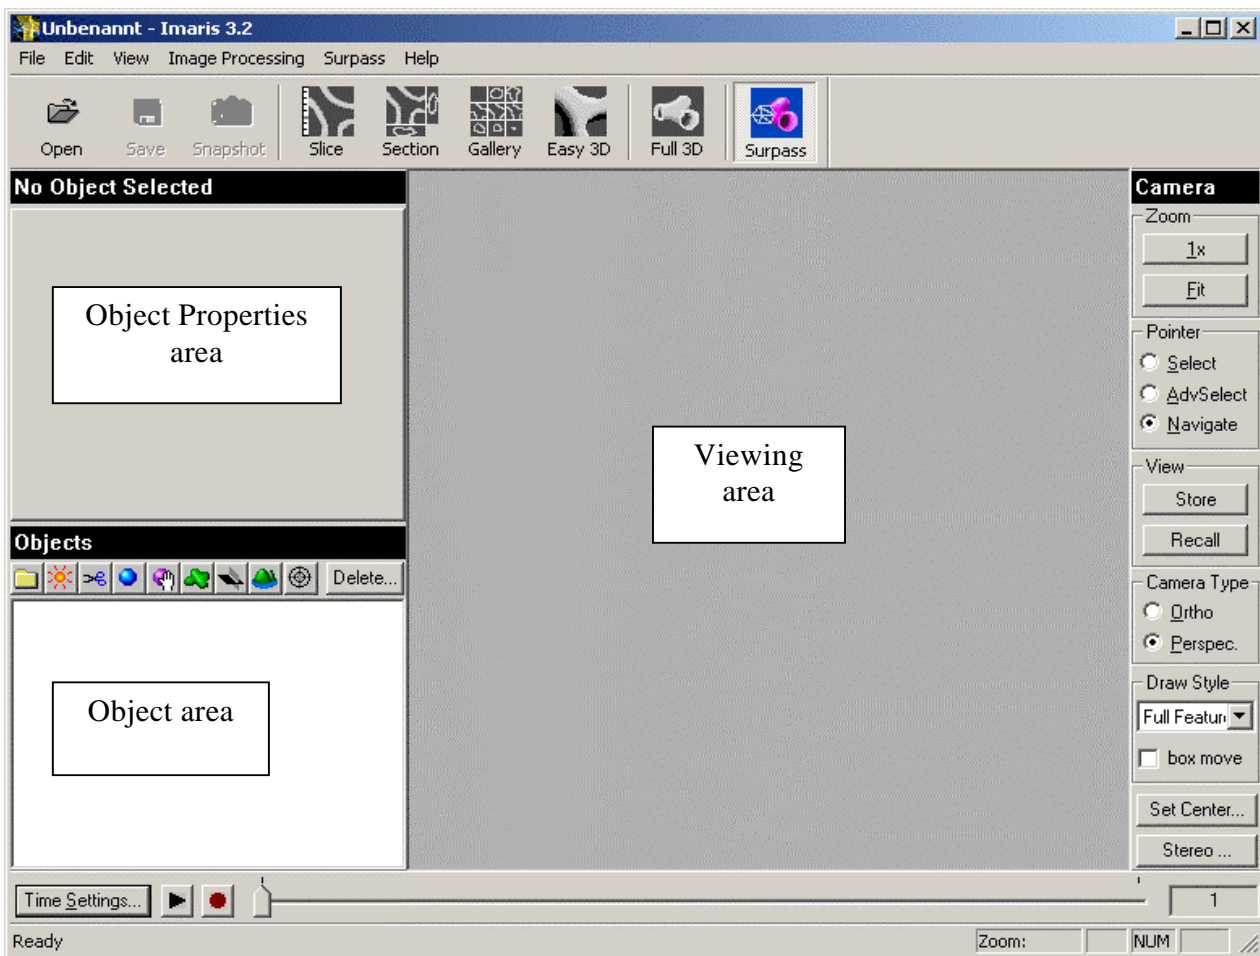 Unbenannt - Imaris 3.2
File Edit View Image Processing Surpass Help
Open Save Snapshot Slice Section Gallery Easy 3D Full 3D Surpass
No Object Selected
Object Properties
area
Objects
Delete...
Object area
Viewing
area
Camera
Zoom
1x
Fit
Pointer
Select
AdvSelect
Navigate
View
Store
Recall
Camera Type
Ortho
Perspec.
Draw Style
Full Featur
box move
Set Center...
Stereo ...
Time Settings... 1
Ready Zoom: NUM